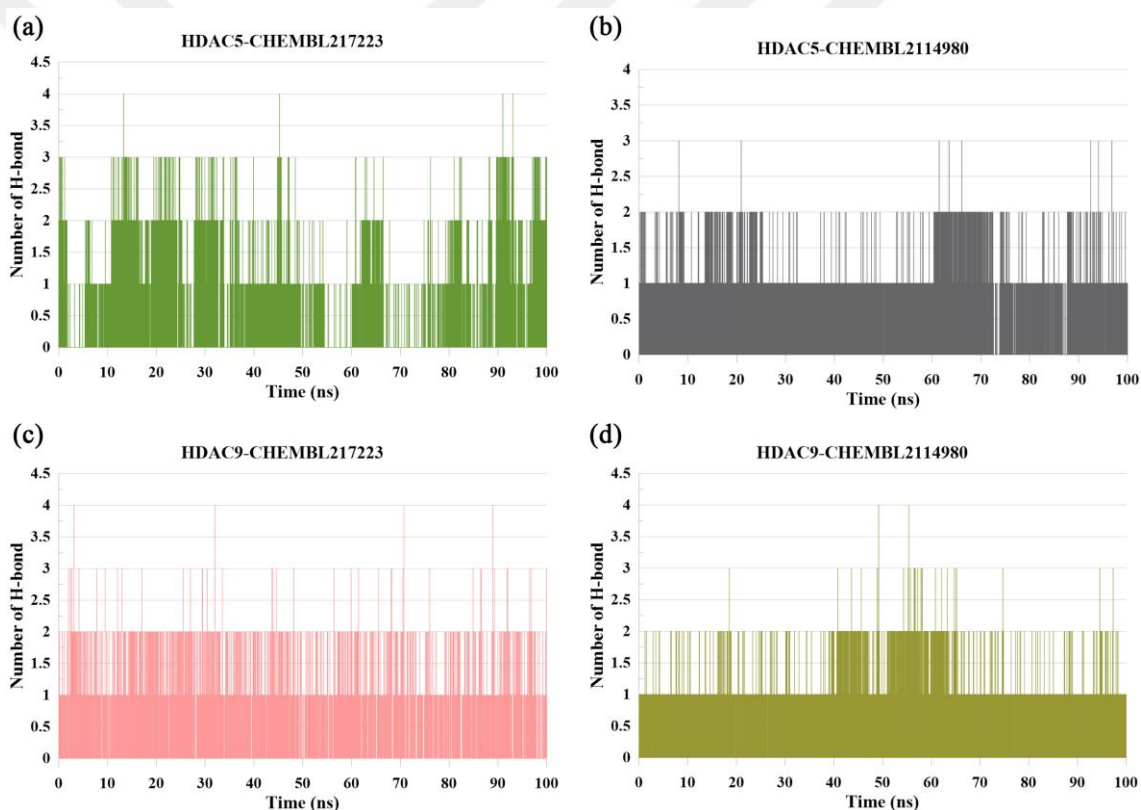 (a)
HDAC5-CHEMBL217223
Number of H-bond
4.5
4
3.5
3
2.5
2
1.5
1
0.5
0
0 10 20 30 40 50 60 70 80 90 100
Time (ns)
(b)
HDAC5-CHEMBL2114980
Number of H-bond
4
3.5
3
2.5
2
1.5
1
0.5
0
0 10 20 30 40 50 60 70 80 90 100
Time (ns)
(c)
HDAC9-CHEMBL217223
Number of H-bond
4.5
4
3.5
3
2.5
2
1.5
1
0.5
0
0 10 20 30 40 50 60 70 80 90 100
Time (ns)
(d)
HDAC9-CHEMBL2114980
Number of H-bond
4.5
4
3.5
3
2.5
2
1.5
1
0.5
0
0 10 20 30 40 50 60 70 80 90 100
Time (ns)